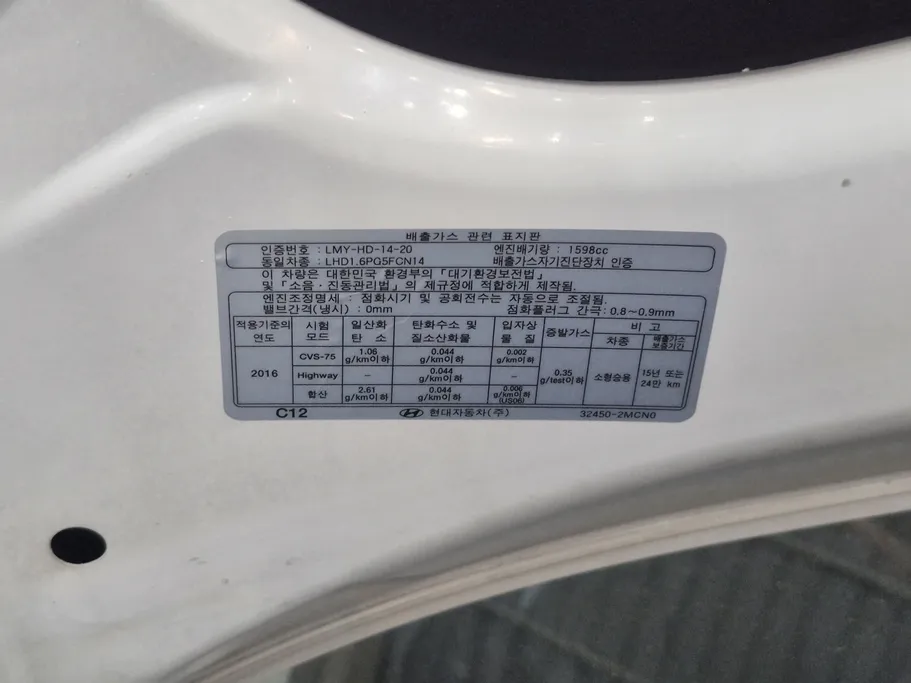 배출가스 관련 표지판
인증번호 : LMY-HD-14-20 엔진배기량 : 1598cc
동일차종 : LHD1.6PG5FCN14 배출가스자기진단장치 인증
이 차량은 대한민국 환경부의 「대기환경보전법」
및 「소음 · 진동관리법」의 제규정에 적합하게 제작됨.
엔진조정명세 : 점화시기 및 공회전수는 자동으로 조절됨.
밸브간격(냉시) : 0mm 점화플러그 간극: 0.8~0.9mm
적용기준의 연도 시험 모드 일산화 탄소 탄화수소 및 질소산화물 입자상 물질 증발가스 비고
차종 배출가스 보증기간
2016 CVS-75 1.06 g/km이하 0.044 g/km이하 0.002 g/km이하 0.35 g/test이하 소형승용 15년 또는 24만 km
Highway – 0.044 g/km이하 –
합산 2.61 g/km이하 0.044 g/km이하 0.006 g/km이하 (US06)
C12 현대자동차(주) 32450-2MCN0